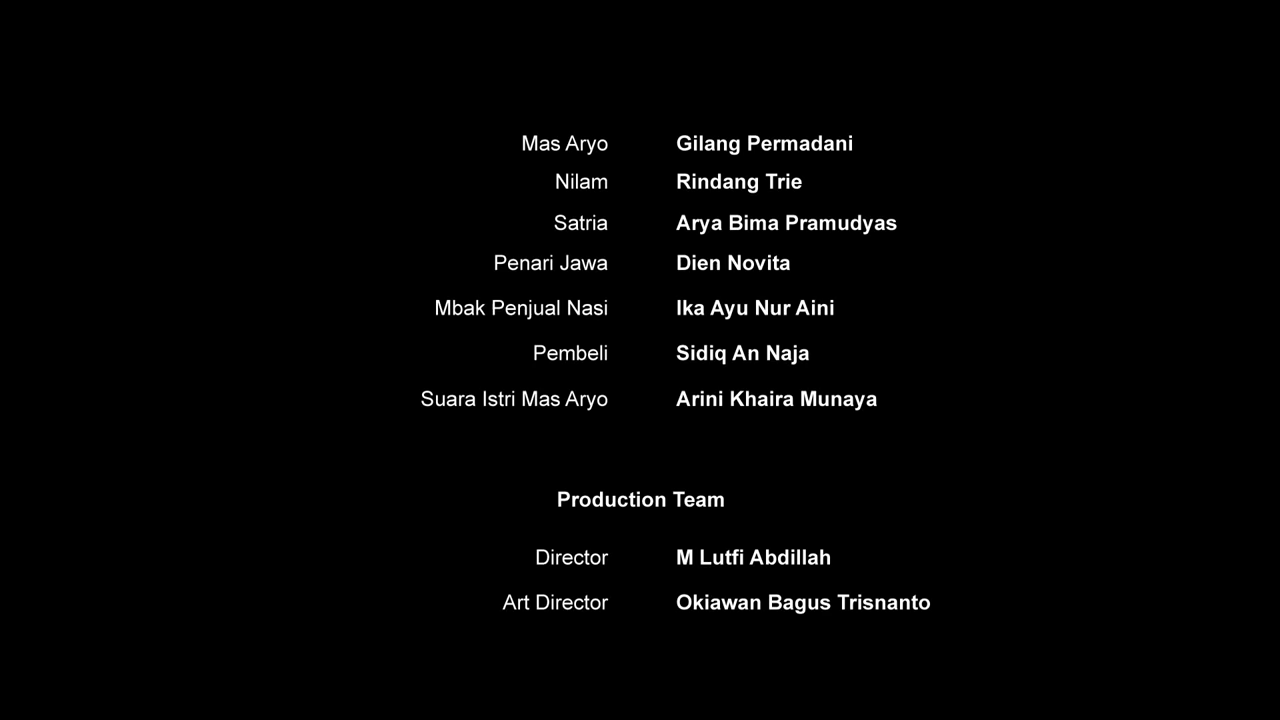 Mas Aryo Gilang Permadani
Nilam Rindang Trie
Satria Arya Bima Pramudyas
Penari Jawa Dien Novita
Mbak Penjual Nasi Ika Ayu Nur Aini
Pembeli Sidiq An Naja
Suara Istri Mas Aryo Arini Khaira Munaya
Production Team
Director M Lutfi Abdillah
Art Director Okiawan Bagus Trisnanto